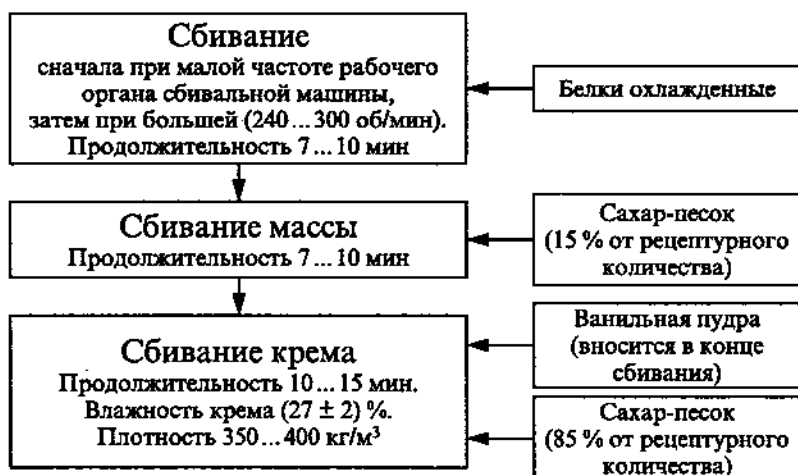 Сбивание
сначала при малой частоте рабочего
органа сбивальной машины,
затем при большей (240 ... 300 об/мин).
Продолжительность 7 ... 10 мин
Белки охлажденные
Сбивание массы
Продолжительность 7 ... 10 мин
Сахар-песок
(15 % от рецептурного
количества)
Сбивание крема
Продолжительность 10 ... 15 мин.
Влажность крема (27 ± 2) %.
Плотность 350 ... 400 кг/м³
Ванильная пудра
(вносится в конце
сбивания)
Сахар-песок
(85 % от рецептурного
количества)